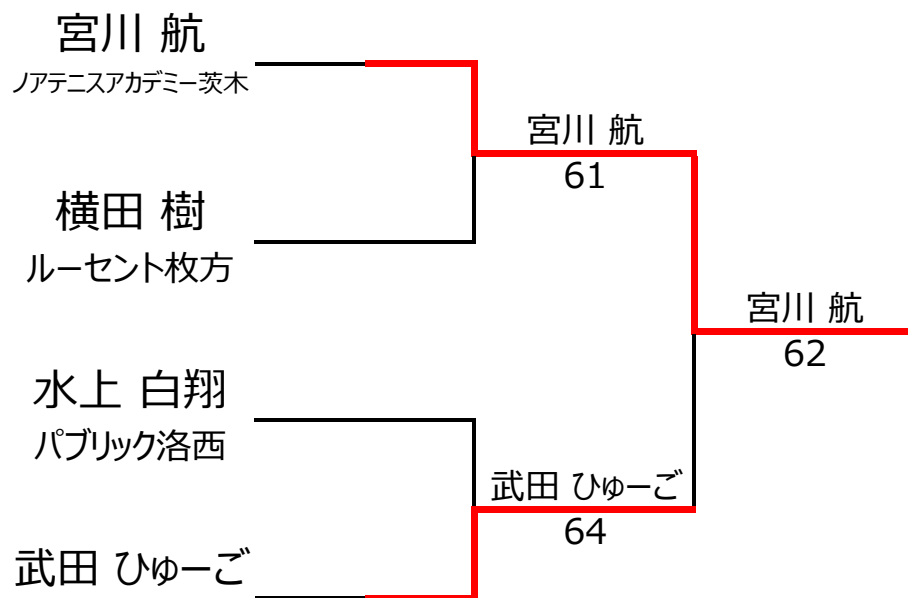 宮川 航
ノアテニスアカデミー茨木
宮川 航
61
横田 樹
ルーセント枚方
宮川 航
62
水上 白翔
パブリック洛西
武田 ひゅーご
64
武田 ひゅーご